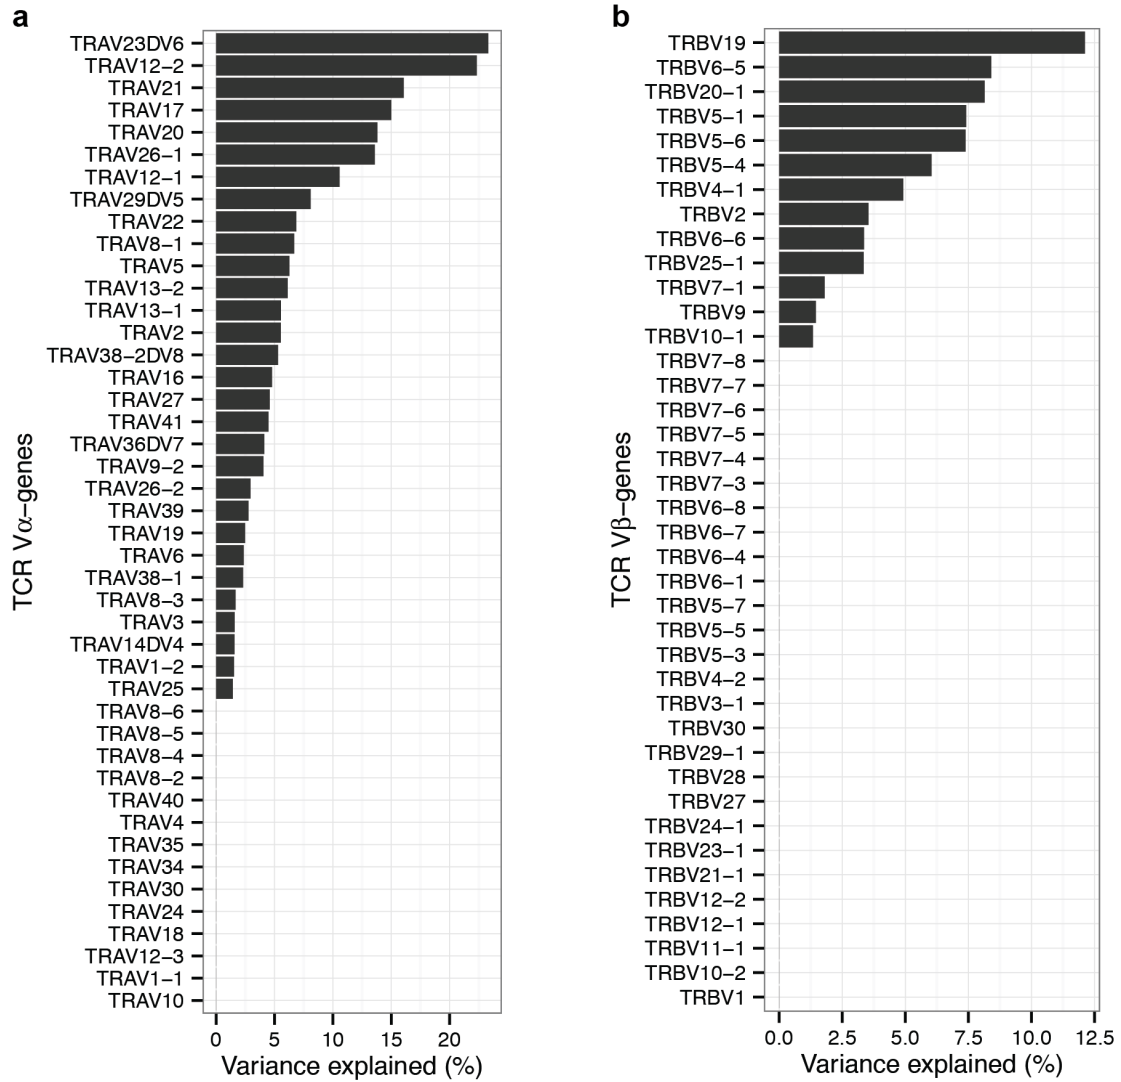 a
TCR Vα−genes
TRAV23DV6
TRAV12−2
TRAV21
TRAV17
TRAV20
TRAV26−1
TRAV12−1
TRAV29DV5
TRAV22
TRAV8−1
TRAV5
TRAV13−2
TRAV13−1
TRAV2
TRAV38−2DV8
TRAV16
TRAV27
TRAV41
TRAV36DV7
TRAV9−2
TRAV26−2
TRAV39
TRAV19
TRAV6
TRAV38−1
TRAV8−3
TRAV3
TRAV14DV4
TRAV1−2
TRAV25
TRAV8−6
TRAV8−5
TRAV8−4
TRAV8−2
TRAV40
TRAV4
TRAV35
TRAV34
TRAV30
TRAV24
TRAV18
TRAV12−3
TRAV1−1
TRAV10
0 5 10 15 20
Variance explained (%)
b
TCR Vβ−genes
TRBV19
TRBV6−5
TRBV20−1
TRBV5−1
TRBV5−6
TRBV5−4
TRBV4−1
TRBV2
TRBV6−6
TRBV25−1
TRBV7−1
TRBV9
TRBV10−1
TRBV7−8
TRBV7−7
TRBV7−6
TRBV7−5
TRBV7−4
TRBV7−3
TRBV6−8
TRBV6−7
TRBV6−4
TRBV6−1
TRBV5−7
TRBV5−5
TRBV5−3
TRBV4−2
TRBV3−1
TRBV30
TRBV29−1
TRBV28
TRBV27
TRBV24−1
TRBV23−1
TRBV21−1
TRBV12−2
TRBV12−1
TRBV11−1
TRBV10−2
TRBV1
0.0 2.5 5.0 7.5 10.0 12.5
Variance explained (%)